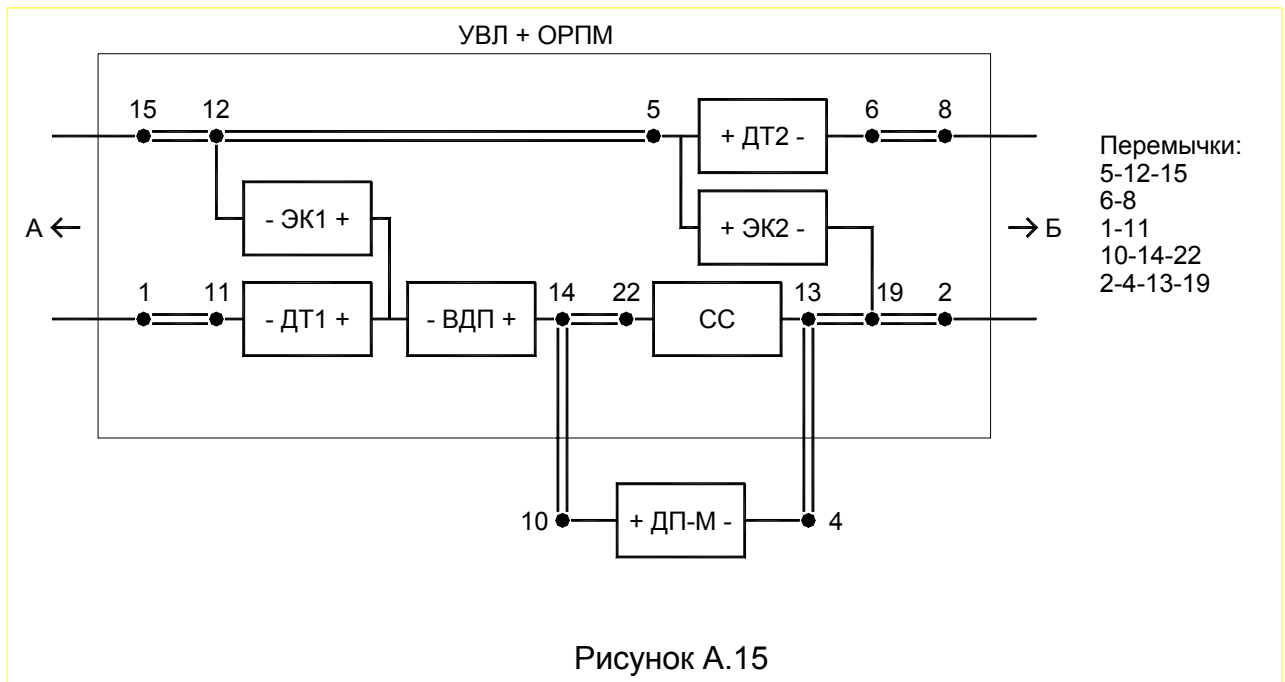 УВЛ + ОРПМ
15 12 5 6 8
+ ДТ2 -
Перемычки:
5-12-15
6-8
1-11
10-14-22
2-4-13-19
- ЭК1 + + ЭК2 -
А Б
1 11 14 22 13 19 2
- ДТ1 + - ВДП + СС
10 + ДП-М - 4
Рисунок А.15